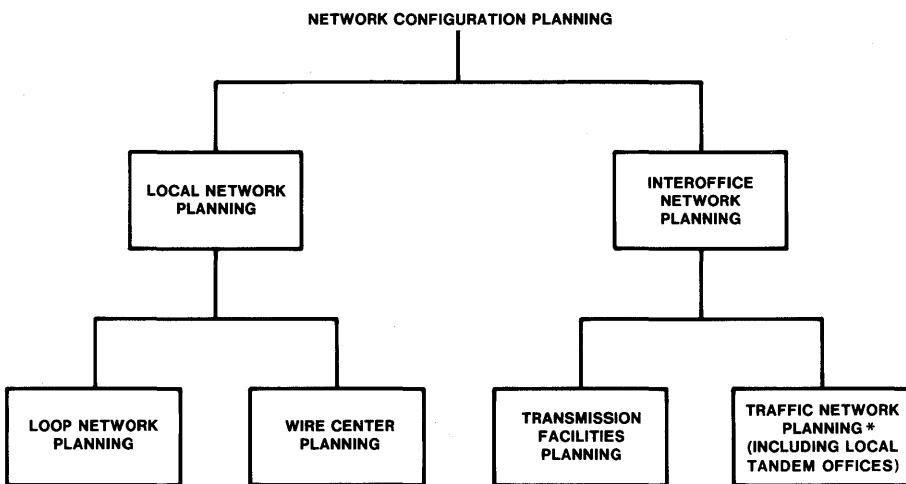 NETWORK CONFIGURATION PLANNING
LOCAL NETWORK
PLANNING
INTEROFFICE
NETWORK
PLANNING
LOOP NETWORK
PLANNING
WIRE CENTER
PLANNING
TRANSMISSION
FACILITIES
PLANNING
TRAFFIC NETWORK
PLANNING *
(INCLUDING LOCAL
TANDEM OFFICES)